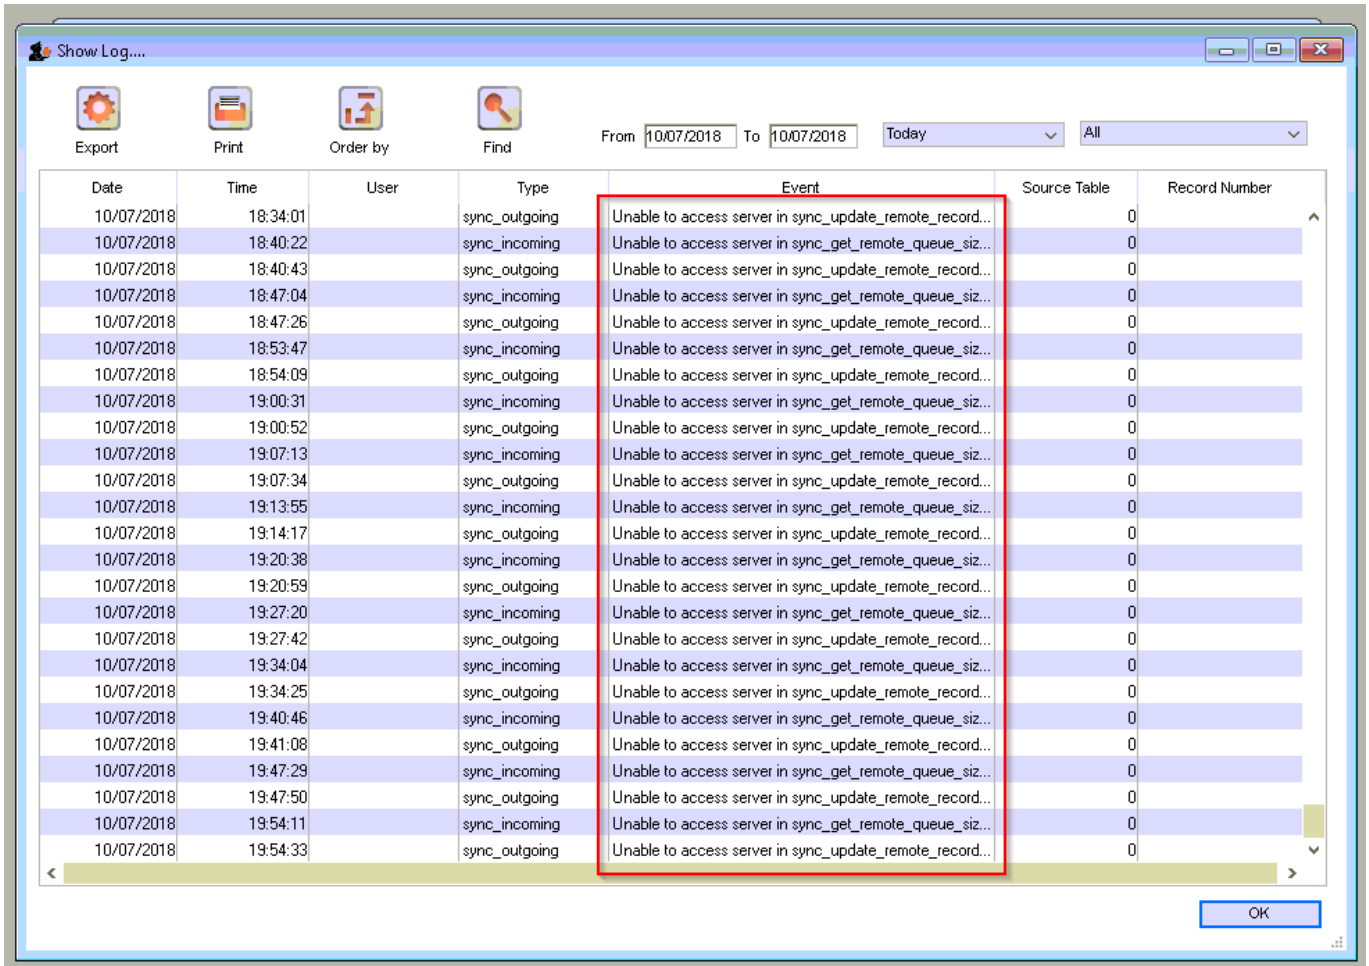 Show Log....
Export Print Order by Find From 10/07/2018 To 10/07/2018 Today All
Date Time User Type Event Source Table Record Number
10/07/2018 18:34:01 sync_outgoing Unable to access server in sync_update_remote_record... 0
10/07/2018 18:40:22 sync_incoming Unable to access server in sync_get_remote_queue_siz... 0
10/07/2018 18:40:43 sync_outgoing Unable to access server in sync_update_remote_record... 0
10/07/2018 18:47:04 sync_incoming Unable to access server in sync_get_remote_queue_siz... 0
10/07/2018 18:47:26 sync_outgoing Unable to access server in sync_update_remote_record... 0
10/07/2018 18:53:47 sync_incoming Unable to access server in sync_get_remote_queue_siz... 0
10/07/2018 18:54:09 sync_outgoing Unable to access server in sync_update_remote_record... 0
10/07/2018 19:00:31 sync_incoming Unable to access server in sync_get_remote_queue_siz... 0
10/07/2018 19:00:52 sync_outgoing Unable to access server in sync_update_remote_record... 0
10/07/2018 19:07:13 sync_incoming Unable to access server in sync_get_remote_queue_siz... 0
10/07/2018 19:07:34 sync_outgoing Unable to access server in sync_update_remote_record... 0
10/07/2018 19:13:55 sync_incoming Unable to access server in sync_get_remote_queue_siz... 0
10/07/2018 19:14:17 sync_outgoing Unable to access server in sync_update_remote_record... 0
10/07/2018 19:20:38 sync_incoming Unable to access server in sync_get_remote_queue_siz... 0
10/07/2018 19:20:59 sync_outgoing Unable to access server in sync_update_remote_record... 0
10/07/2018 19:27:20 sync_incoming Unable to access server in sync_get_remote_queue_siz... 0
10/07/2018 19:27:42 sync_outgoing Unable to access server in sync_update_remote_record... 0
10/07/2018 19:34:04 sync_incoming Unable to access server in sync_get_remote_queue_siz... 0
10/07/2018 19:34:25 sync_outgoing Unable to access server in sync_update_remote_record... 0
10/07/2018 19:40:46 sync_incoming Unable to access server in sync_get_remote_queue_siz... 0
10/07/2018 19:41:08 sync_outgoing Unable to access server in sync_update_remote_record... 0
10/07/2018 19:47:29 sync_incoming Unable to access server in sync_get_remote_queue_siz... 0
10/07/2018 19:47:50 sync_outgoing Unable to access server in sync_update_remote_record... 0
10/07/2018 19:54:11 sync_incoming Unable to access server in sync_get_remote_queue_siz... 0
10/07/2018 19:54:33 sync_outgoing Unable to access server in sync_update_remote_record... 0
OK